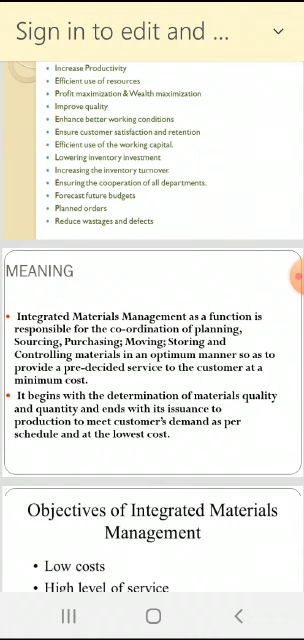 Sign in to edit and ...
• Increase Productivity
• Efficient use of resources
• Profit maximization & Wealth maximization
• Improve quality
• Enhance better working conditions
• Ensure customer satisfaction and retention
• Efficient use of the working capital.
• Lowering inventory investment
• Increasing the inventory turnover.
• Ensuring the cooperation of all departments.
• Forecast future budgets
• Planned orders
• Reduce wastages and defects
MEANING
• Integrated Materials Management as a function is
responsible for the co-ordination of planning,
Sourcing, Purchasing; Moving; Storing and
Controlling materials in an optimum manner so as to
provide a pre-decided service to the customer at a
minimum cost.
• It begins with the determination of materials quality
and quantity and ends with its issuance to
production to meet customer's demand as per
schedule and at the lowest cost.
Objectives of Integrated Materials
Management
• Low costs
• High level of service